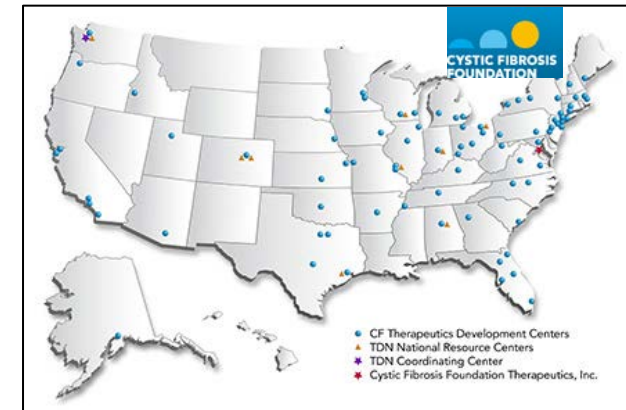 CYSTIC FIBROSIS
FOUNDATION
CF Therapeutics Development Centers
TDN National Resource Centers
TDN Coordinating Center
Cystic Fibrosis Foundation Therapeutics, Inc.